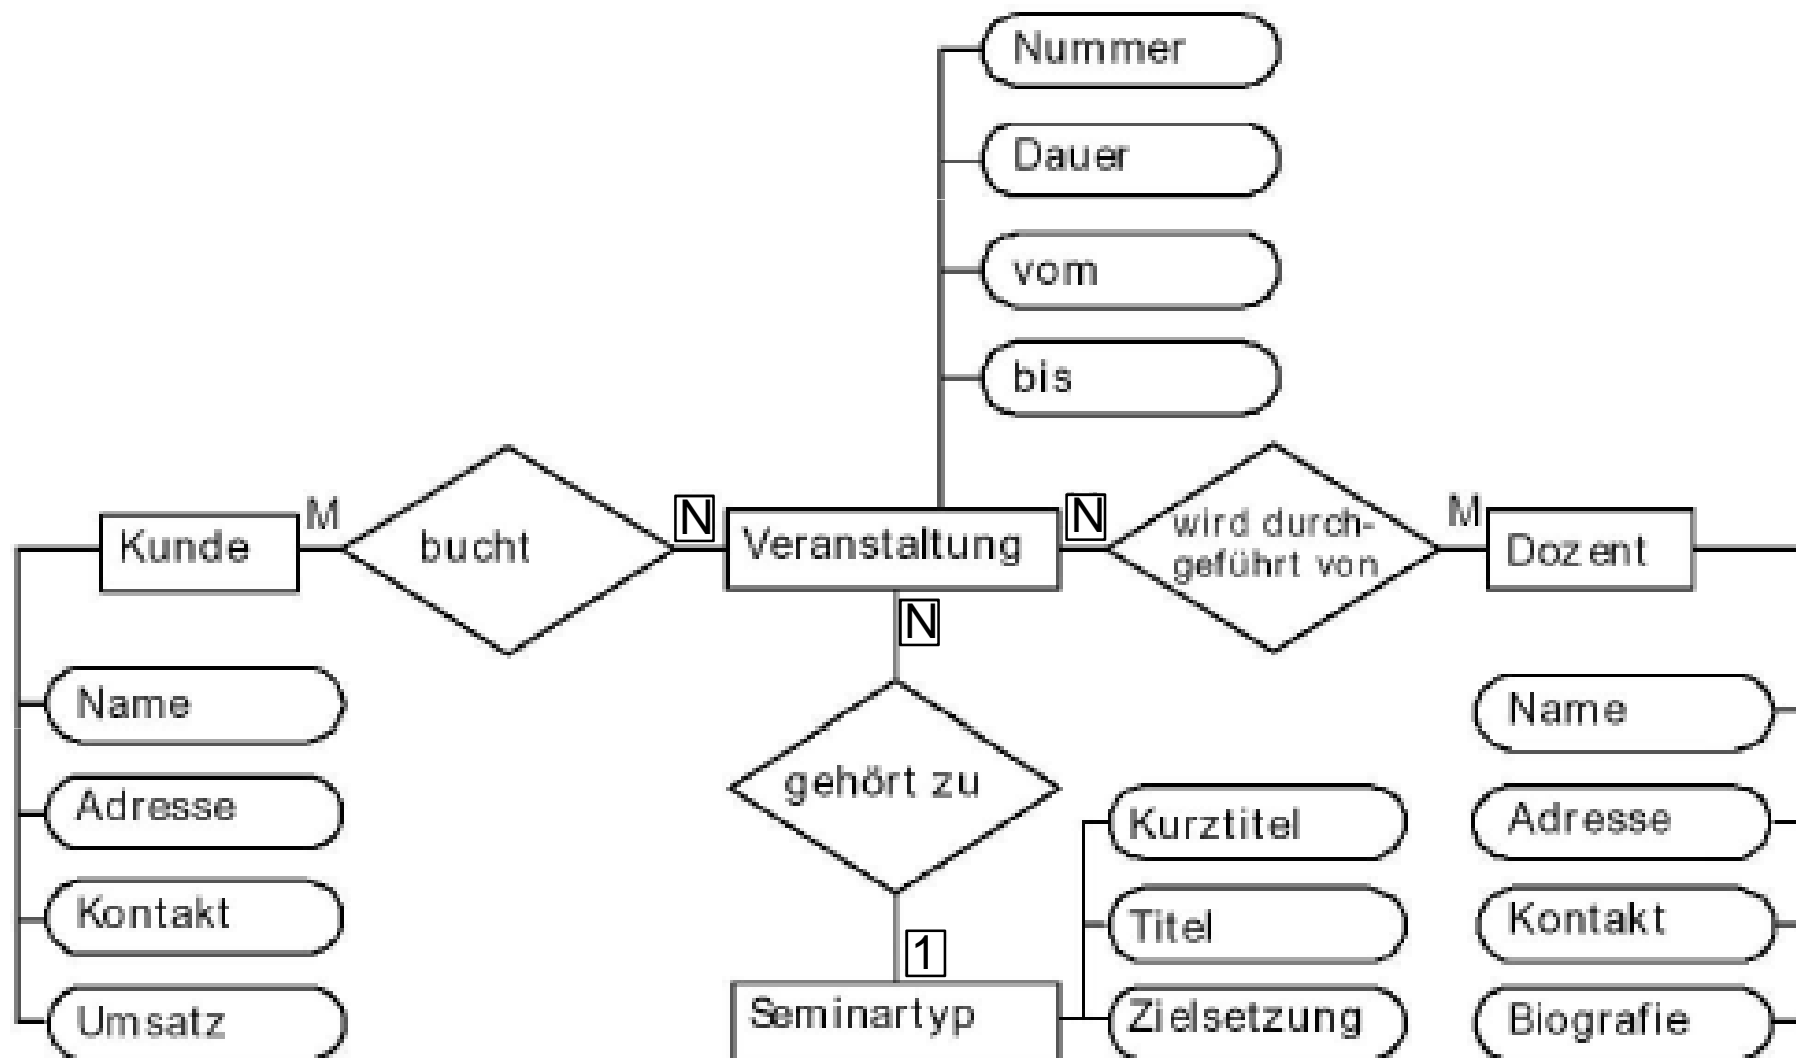 Nummer
Dauer
vom
bis
Kunde
M
bucht
N
Veranstaltung
N
wird durch-
geführt von
M
Dozent
N
gehört zu
1
Seminartyp
Name
Adresse
Kontakt
Umsatz
Kurztitel
Titel
Zielsetzung
Name
Adresse
Kontakt
Biografie